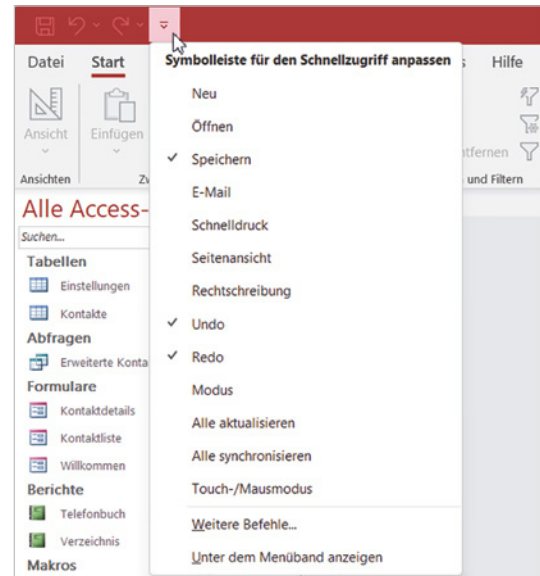 Datei Start Hilfe
Symbolleiste für den Schnellzugriff anpassen
Neu
Öffnen
Speichern
E-Mail
Schnelldruck
Seitenansicht
Rechtschreibung
Undo
Redo
Modus
Alle aktualisieren
Alle synchronisieren
Touch-/Mausmodus
Weitere Befehle...
Unter dem Menüband anzeigen
Ansicht Einfügen
Ansichten
und Filtern
Alle Access-
Suchen...
Tabellen
Einstellungen
Kontakte
Abfragen
Erweiterte Konta
Formulare
Kontaktdetails
Kontaktliste
Willkommen
Berichte
Telefonbuch
Verzeichnis
Makros